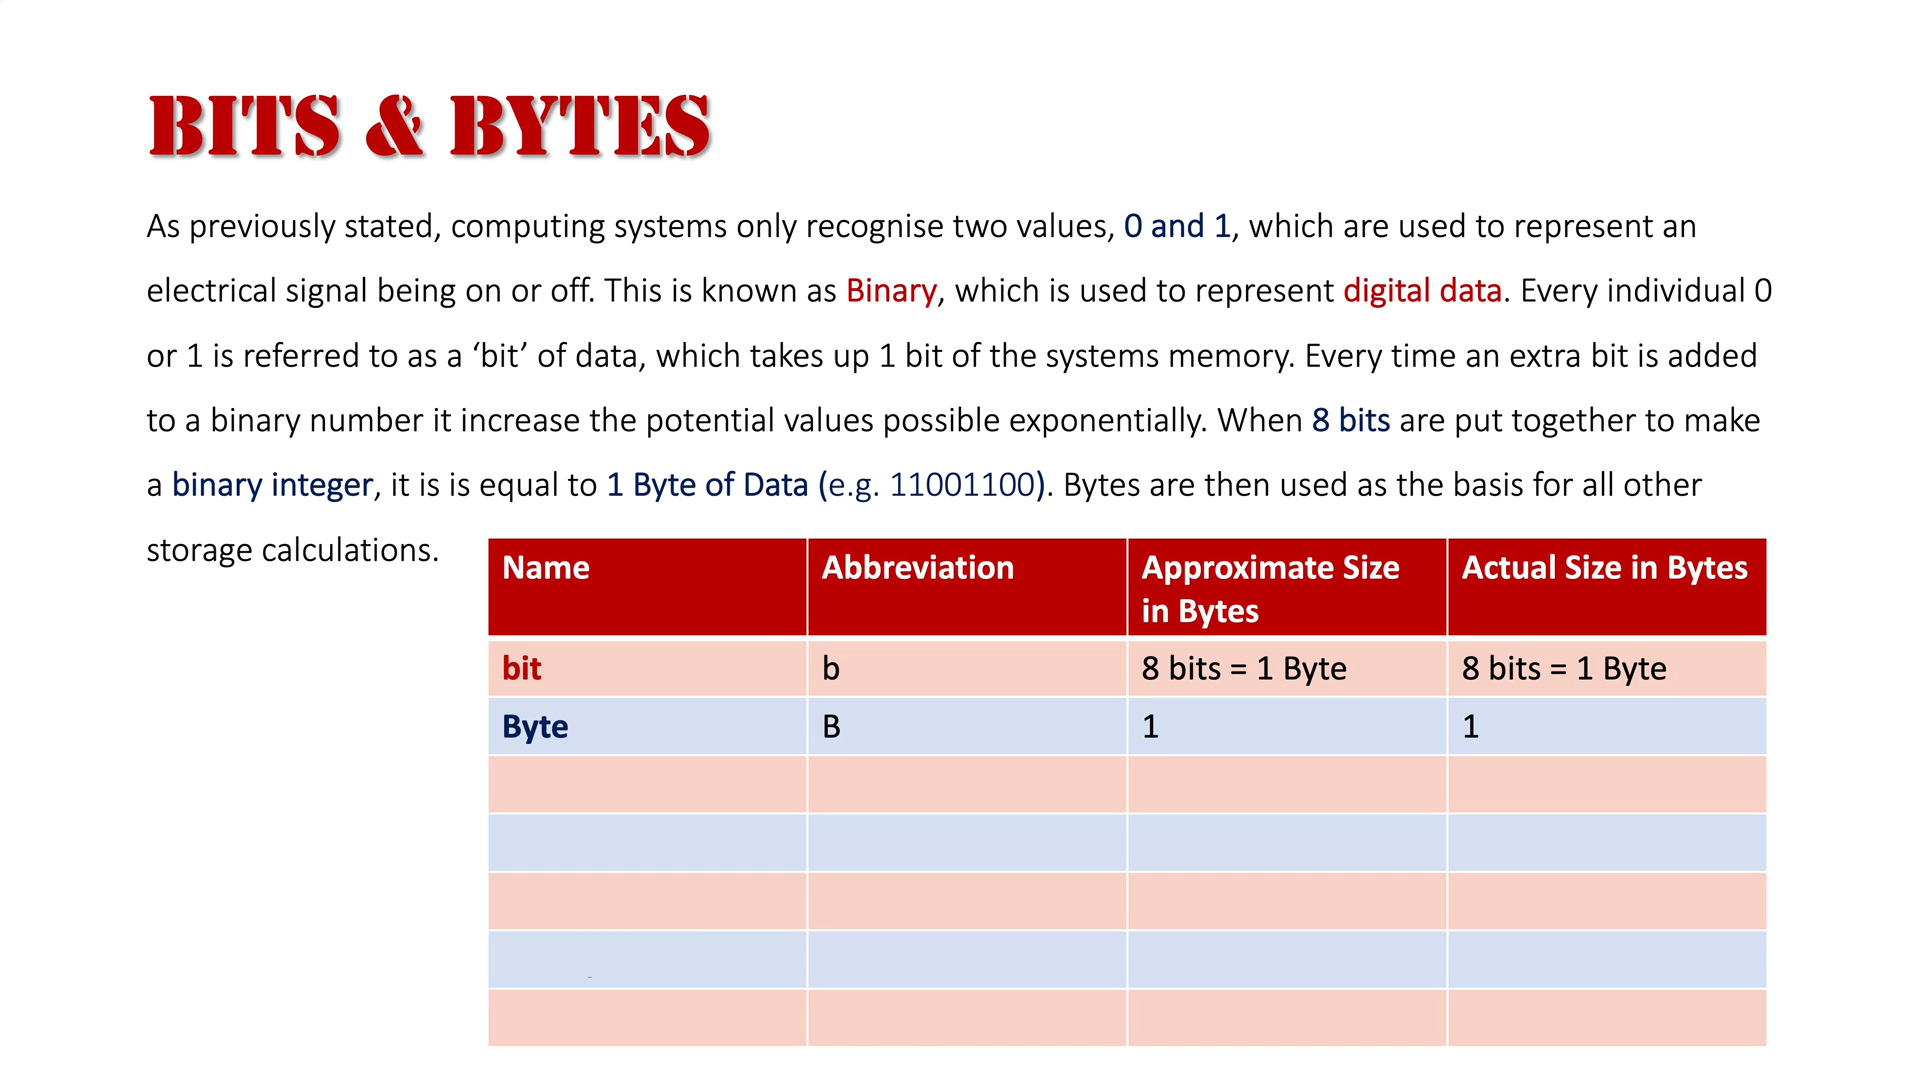 BITS & BYTES
As previously stated, computing systems only recognise two values, 0 and 1, which are used to represent an
electrical signal being on or off. This is known as Binary, which is used to represent digital data. Every individual 0
or 1 is referred to as a ‘bit’ of data, which takes up 1 bit of the systems memory. Every time an extra bit is added
to a binary number it increase the potential values possible exponentially. When 8 bits are put together to make
a binary integer, it is is equal to 1 Byte of Data (e.g. 11001100). Bytes are then used as the basis for all other
storage calculations.
Name Abbreviation Approximate Size in Bytes Actual Size in Bytes
bit b 8 bits = 1 Byte 8 bits = 1 Byte
Byte B 1 1